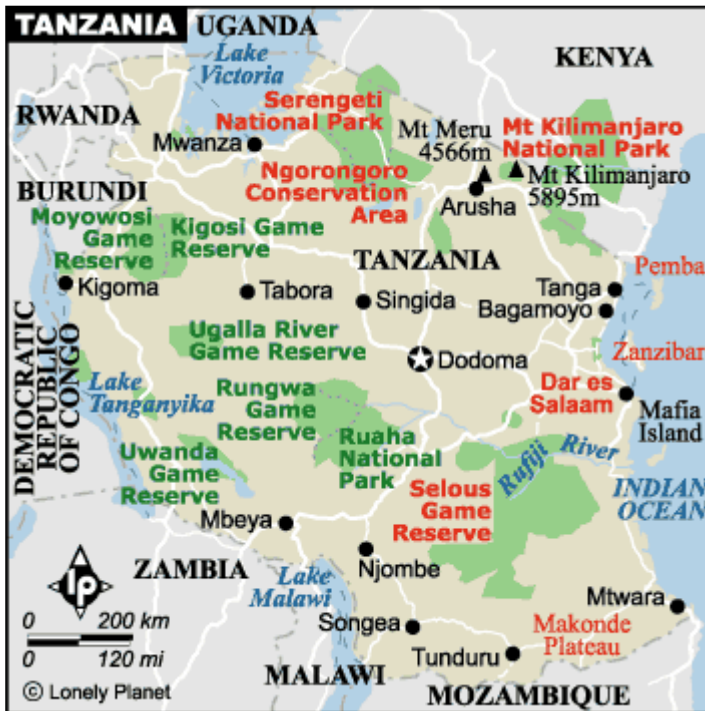 TANZANIA
UGANDA
Lake
Victoria
KENYA
RWANDA
Serengeti
National Park
Mwanza
Mt Meru
4566m
Mt Kilimanjaro
National Park
Ngorongoro
Conservation
Area
Mt Kilimanjaro
5895m
Arusha
BURUNDI
Moyowosi
Game
Reserve
Kigosi Game
Reserve
TANZANIA
Pemba
Kigoma
Tabora
Singida
Tanga
Bagamoyo
Ugalla River
Game Reserve
Dodoma
Zanzibar
DEMOCRATIC
REPUBLIC
OF CONGO
Lake
Tanganyika
Rungwa
Game
Reserve
Dar es
Salaam
Mafia
Island
Ruaha
National
Park
Uwanda
Game
Reserve
Rufiji River
Selous
Game
Reserve
INDIAN
OCEAN
Mbeya
Njombe
ZAMBIA
Lake
Malawi
lp
0 200 km
0 120 mi
Songea
Makonde
Plateau
Mtwara
Tunduru
MALAWI
MOZAMBIQUE
© Lonely Planet